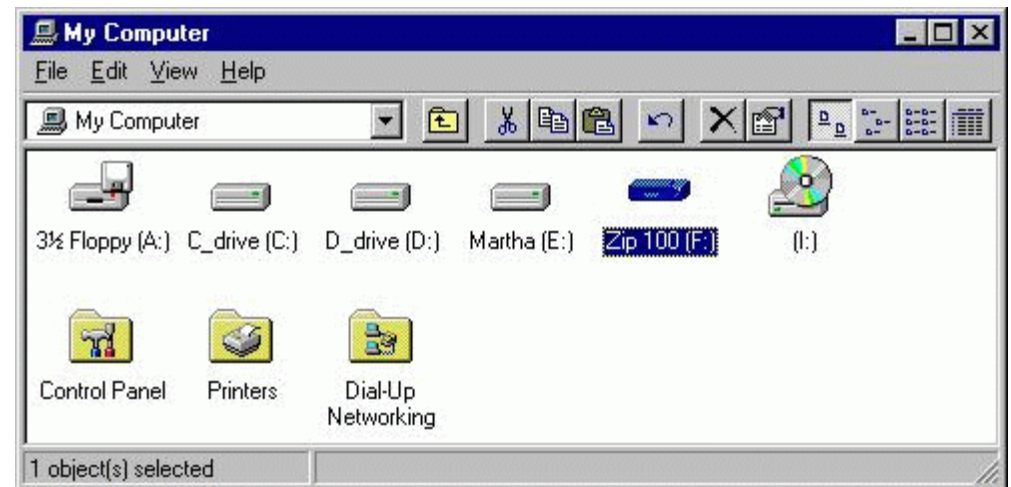 My Computer
File Edit View Help
My Computer
3½ Floppy (A:) C_drive (C:) D_drive (D:) Martha (E:) Zip 100 (F:) (I:)
Control Panel Printers Dial-Up
Networking
1 object(s) selected